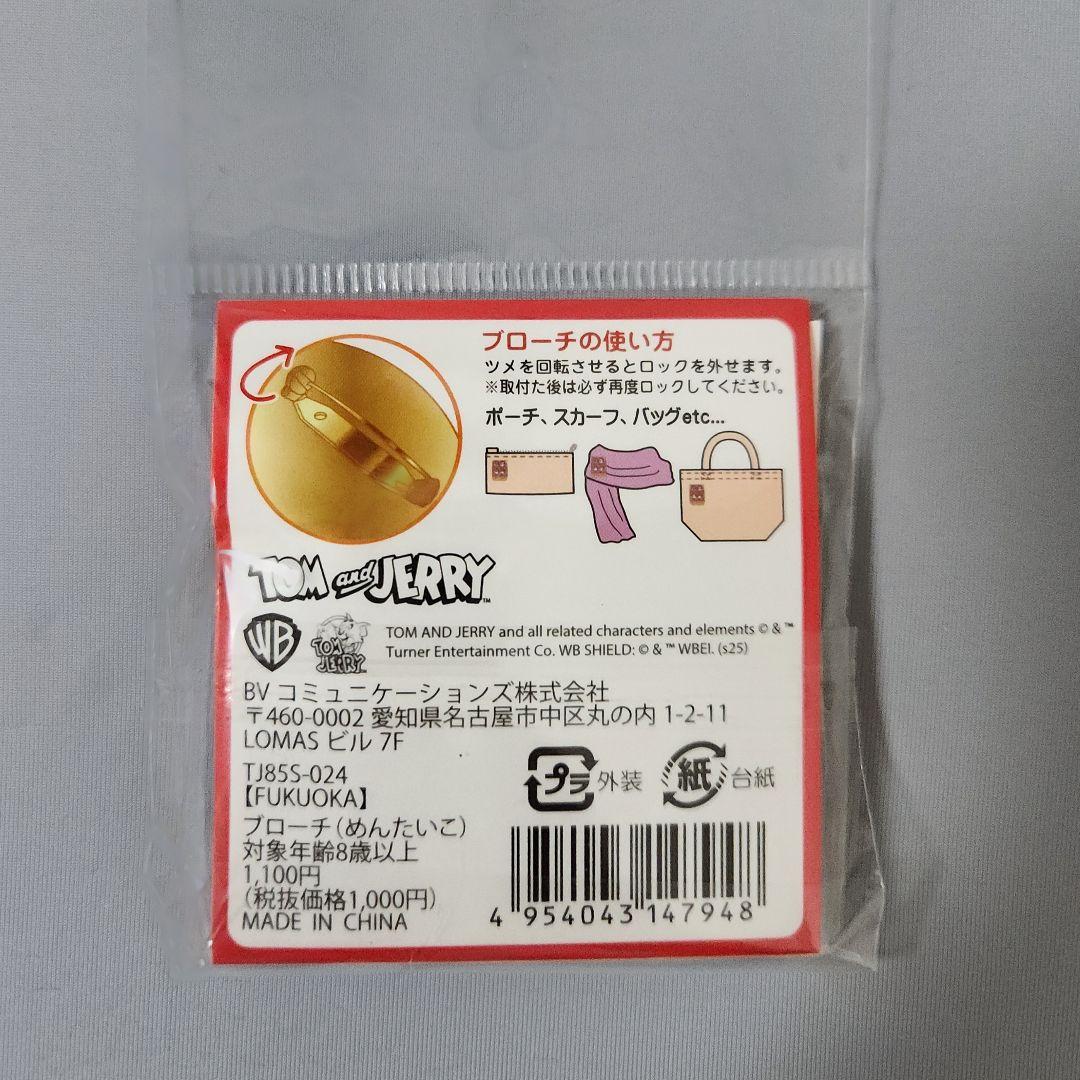 ブローチの使い方
ツメを回転させるとロックを外せます。
※取付た後は必ず再度ロックしてください。
ポーチ、スカーフ、バッグetc...
TOM and JERRY™
WB
TOM JERRY
TOM AND JERRY and all related characters and elements © & ™
Turner Entertainment Co. WB SHIELD: © & ™ WBEI. (s25)
BV コミュニケーションズ株式会社
〒460-0002 愛知県名古屋市中区丸の内 1-2-11
LOMAS ビル 7F
TJ85S-024
【FUKUOKA】
プラ 外装
紙 台紙
ブローチ（めんたいこ）
対象年齢8歳以上
1,100円
（税抜価格1,000円）
MADE IN CHINA
4 954043 147948